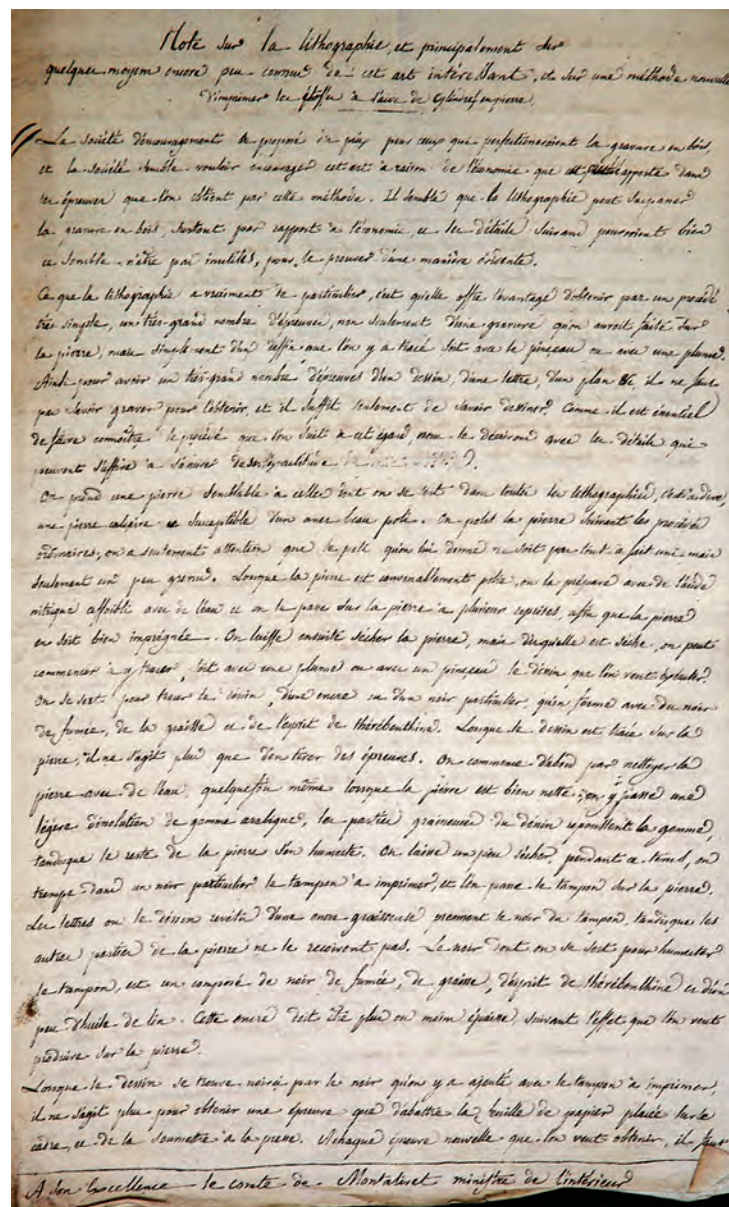 Note sur la lithographie, et principalement sur
quelques moyens encore peu connus de cet art intéressant, et sur une méthode nouvelle
d'imprimer les étoffes à l'aide de Cylindres en pierre.
La société d'encouragement a proposé un prix pour ceux qui perfectionneroient la gravure en bois,
et la société semble vouloir encourager cet art à raison de l'économie que apporte dans
les épreuves que l'on obtient par cette méthode. Il semble que la lithographie peut surpasser
la gravure en bois, surtout par rapport à l'économie, et les détails suivans pourroient bien
ce semble n'être pas inutiles, pour le prouver d'une manière évidente.
Ce que la lithographie a vraiment de particulier, c'est qu'elle offre l'avantage d'obtenir par un procédé
très simple, un très-grand nombre d'épreuves, non seulement d'une gravure qu'on auroit faite sur
la pierre, mais simplement d'un dessin que l'on y a tracé soit avec le pinceau ou avec une plume.
Ainsi pour avoir un très-grand nombre d'épreuves d'un dessin, d'une lettre, d'un plan &c, il ne faut
pas savoir graver pour l'obtenir, et il suffit seulement de savoir dessiner. Comme il est essentiel
de faire connoître le procédé que l'on suit à cet égard, nous le décrirons avec les détails qui
peuvent suffire à
On prend une pierre semblable à celles dont on se sert dans toutes les lithographies, c'est à dire,
une pierre calcaire et susceptible d'un assez beau poli. On polit la pierre suivant les procédés
ordinaires, on a seulement attention que le poli qu'on lui donne ne soit pas tout à fait uni mais
seulement un peu grenu. Lorsque la pierre est convenablement polie, on la prépare avec de l'acide
nitrique affoibli avec de l'eau et on le passe sur la pierre à plusieurs reprises, afin que la pierre
en soit bien imprégnée. On laisse ensuite sécher la pierre, mais dès qu'elle est sèche, on peut
commencer à y tracer, soit avec une plume ou avec un pinceau le dessin que l'on veut exécuter.
On se sert pour tracer le dessin, d'une encre ou d'un noir particulier, qu'on forme avec du noir
de fumée, de la graisse et de l'esprit de thérébenthine. Lorsque le dessin est tracé sur la
pierre, il ne s'agit plus que d'en tirer des épreuves. On commence d'abord par nettoyer la
pierre avec de l'eau, quelquefois même lorsque la pierre est bien nette, on y passe une
légère dissolution de gomme arabique, les parties graisseuses du dessin repoussent la gomme,
tandisque le reste de la pierre s'en humecte. On laisse un peu sécher, pendant ce tems, on
trempe dans un noir particulier le tampon à imprimer, et l'on passe le tampon sur la pierre.
Les lettres ou le dessin revêtu d'une encre graisseuse prennent le noir du tampon, tandisque les
autres parties de la pierre ne le reçoivent pas. Le noir dont on se sert pour humecter
le tampon, est un composé de noir de fumée, de graisse, d'esprit de thérébenthine et d'un
peu d'huile de lin. Cette encre doit être plus ou moins épaisse, suivant l'effet que l'on veut
produire sur la pierre.
Lorsque le dessin se trouve noirci par le noir qu'on y a ajouté avec le tampon à imprimer,
il ne s'agit plus pour obtenir une épreuve que d'abattre la feuille de papier placée sur le
cadre, et de la soumettre à la presse. A chaque épreuve nouvelle que l'on veut obtenir, il faut
A Son Excellence le comte de Montalivet ministre de l'intérieur